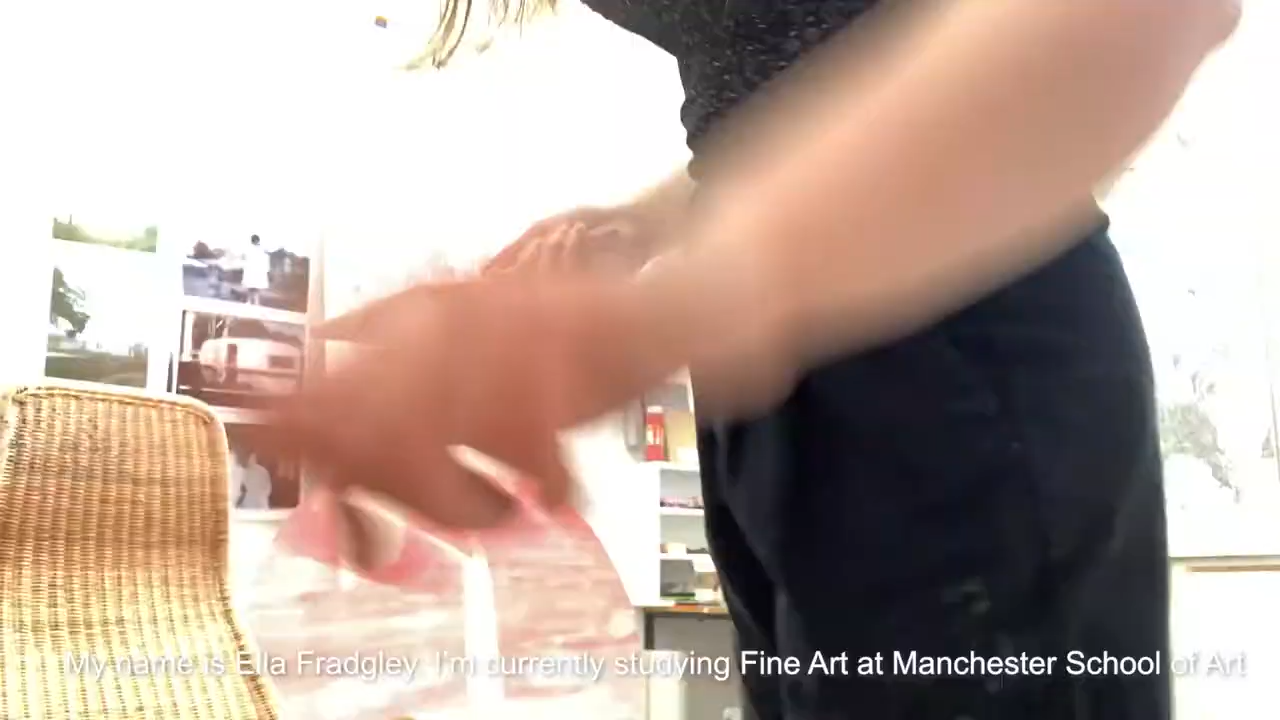 My name is Ella Fradgley, I'm currently studying Fine Art at Manchester School of Art